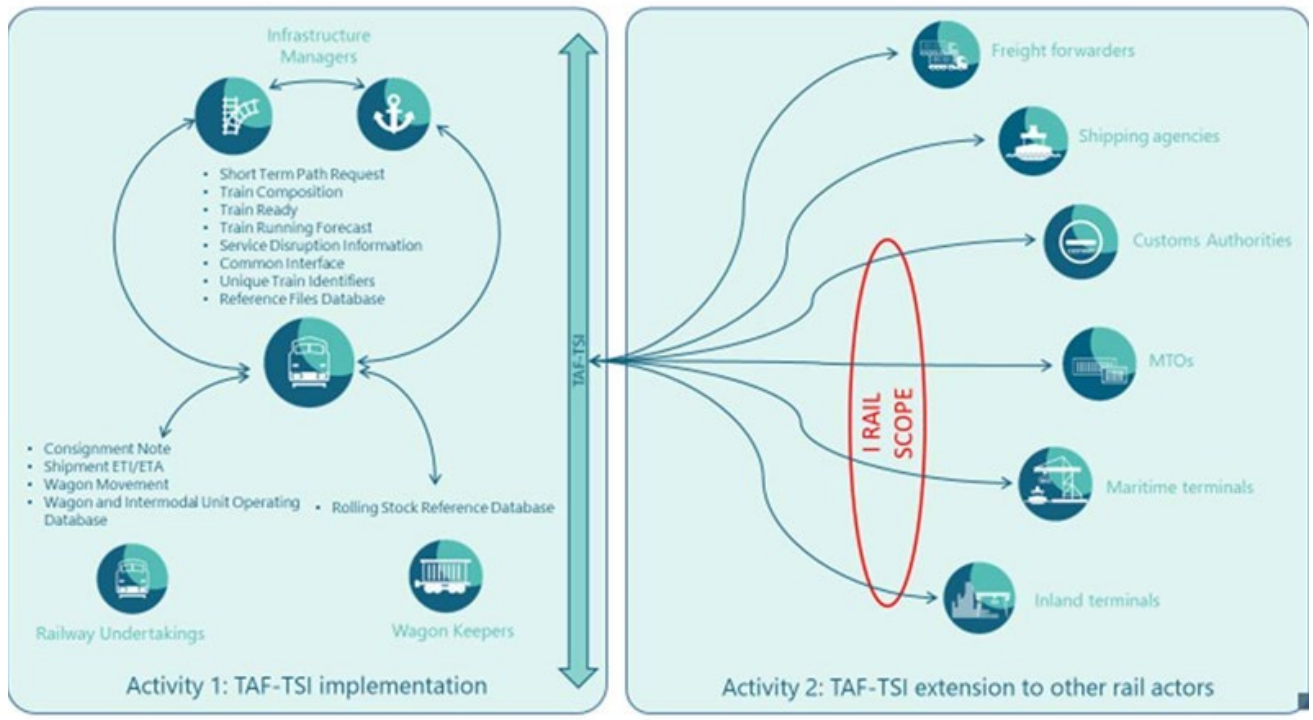 Infrastructure
Managers
▪ Short Term Path Request
▪ Train Composition
▪ Train Ready
▪ Train Running Forecast
▪ Service Disruption Information
▪ Common Interface
▪ Unique Train Identifiers
▪ Reference Files Database
▪ Consignment Note
▪ Shipment ETI/ETA
▪ Wagon Movement
▪ Wagon and Intermodal Unit Operating
Database
▪ Rolling Stock Reference Database
Railway Undertakings
Wagon Keepers
Activity 1: TAF-TSI implementation
TAF-TSI
Freight forwarders
Shipping agencies
Customs Authorities
MTOs
Maritime terminals
Inland terminals
I RAIL
SCOPE
Activity 2: TAF-TSI extension to other rail actors